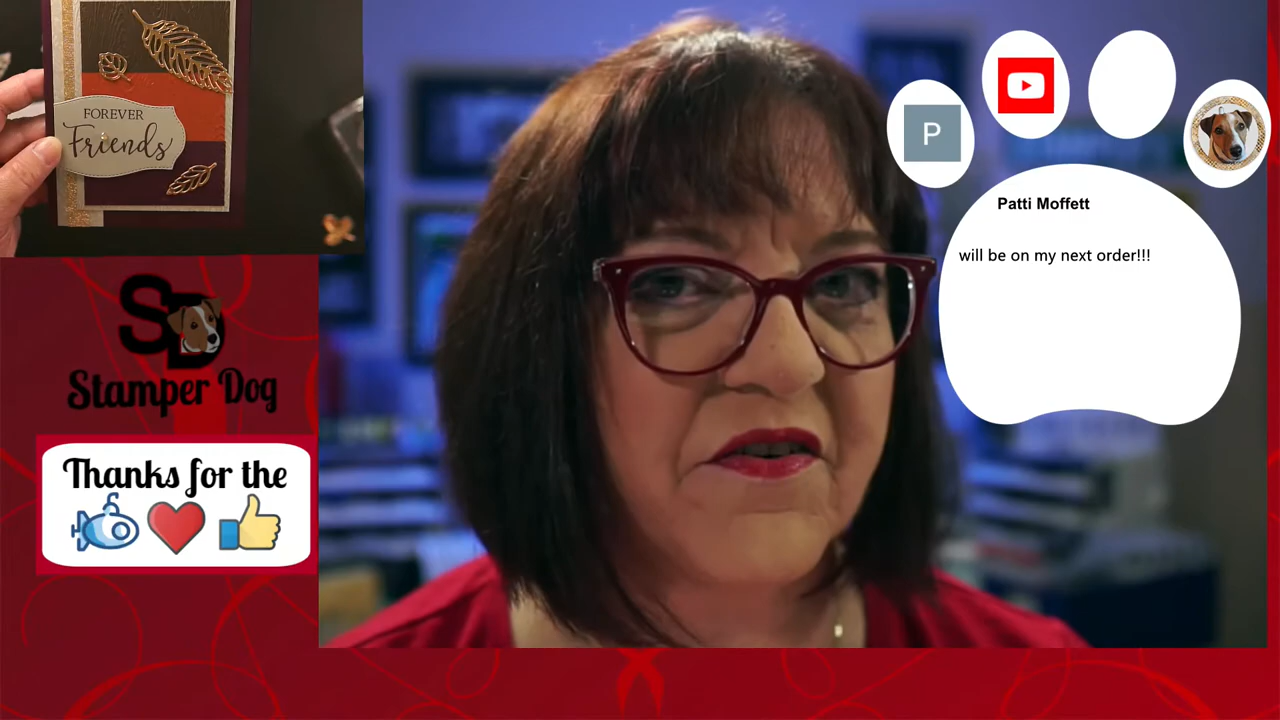 FOREVER
Friends
SD
Stamper Dog
Thanks for the
P
Patti Moffett
will be on my next order!!!